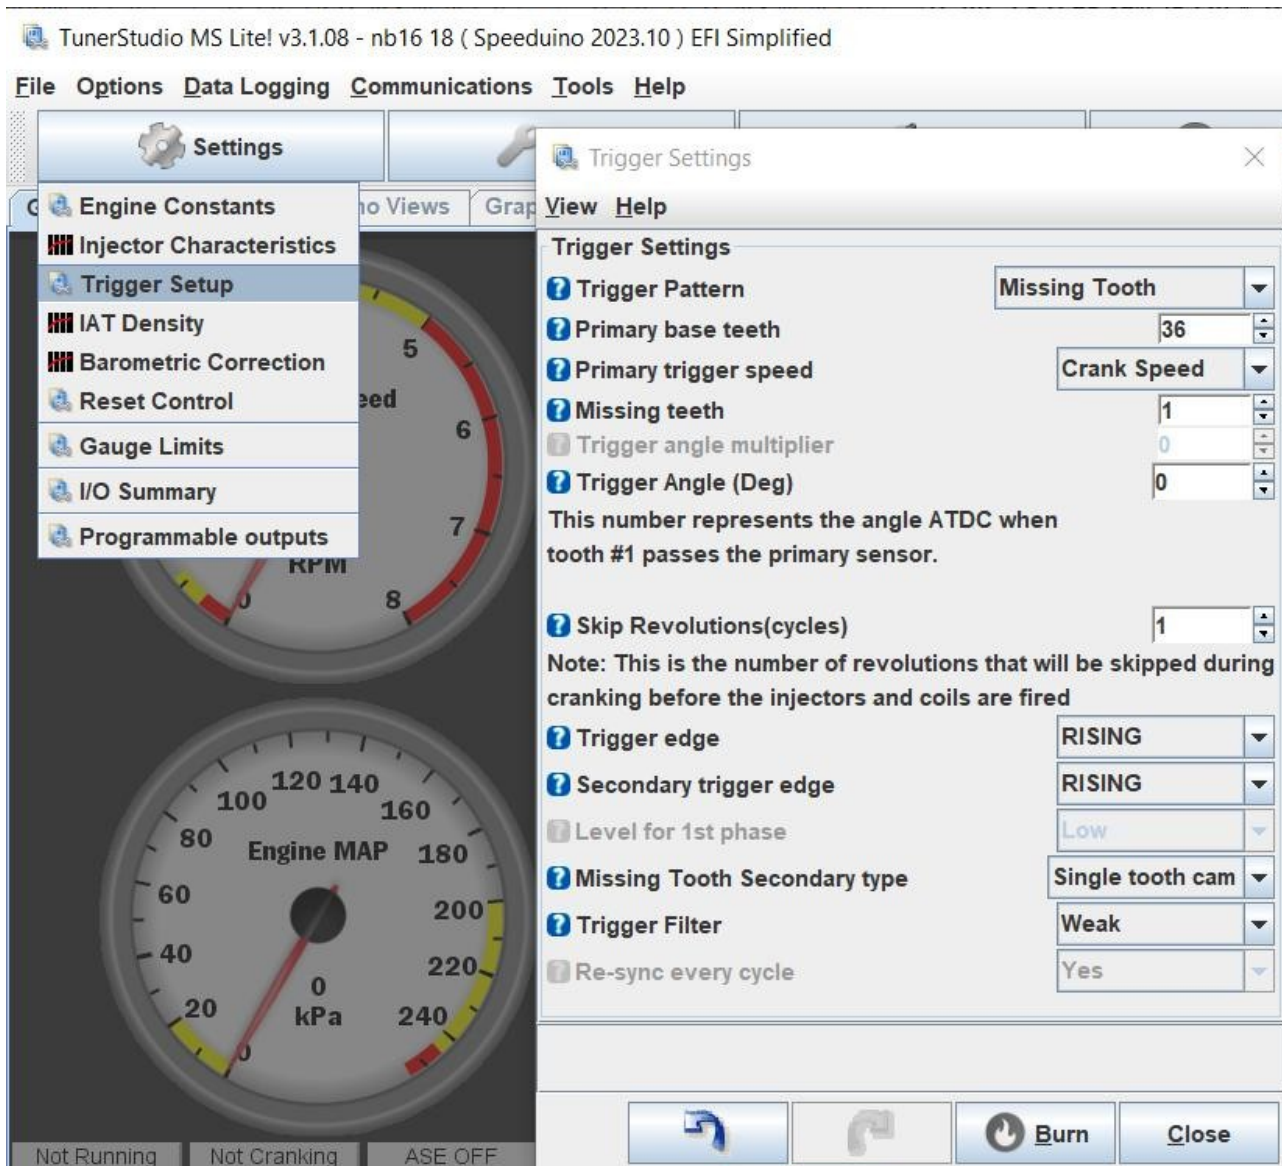 TunerStudio MS Lite! v3.1.08 - nb16 18 ( Speeduino 2023.10 ) EFI Simplified
File Options Data Logging Communications Tools Help
Settings
Engine Constants
Injector Characteristics
Trigger Setup
IAT Density
Barometric Correction
Reset Control
Gauge Limits
I/O Summary
Programmable outputs
Views
5
6
7
8
0
RPM
0
20
40
60
80
100
120
140
160
180
200
220
240
Engine MAP
0
kPa
Not Running Not Cranking ASE OFF
Trigger Settings
View Help
Trigger Settings
Trigger Pattern Missing Tooth
Primary base teeth 36
Primary trigger speed Crank Speed
Missing teeth 1
Trigger angle multiplier 0
Trigger Angle (Deg) 0
This number represents the angle ATDC when
tooth #1 passes the primary sensor.
Skip Revolutions(cycles) 1
Note: This is the number of revolutions that will be skipped during
cranking before the injectors and coils are fired
Trigger edge RISING
Secondary trigger edge RISING
Level for 1st phase Low
Missing Tooth Secondary type Single tooth cam
Trigger Filter Weak
Re-sync every cycle Yes
Burn Close